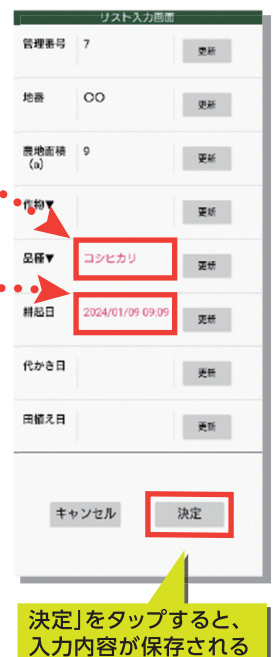 リスト入力画面
管理番号 7 更新
地番 〇〇 更新
農地面積 9 更新
(a)
作物▼ 更新
品種▼ コシヒカリ 更新
耕起日 2024/01/09 09:09 更新
代かき日 更新
田植え日 更新
キャンセル 決定
決定」をタップすると、
入力内容が保存される